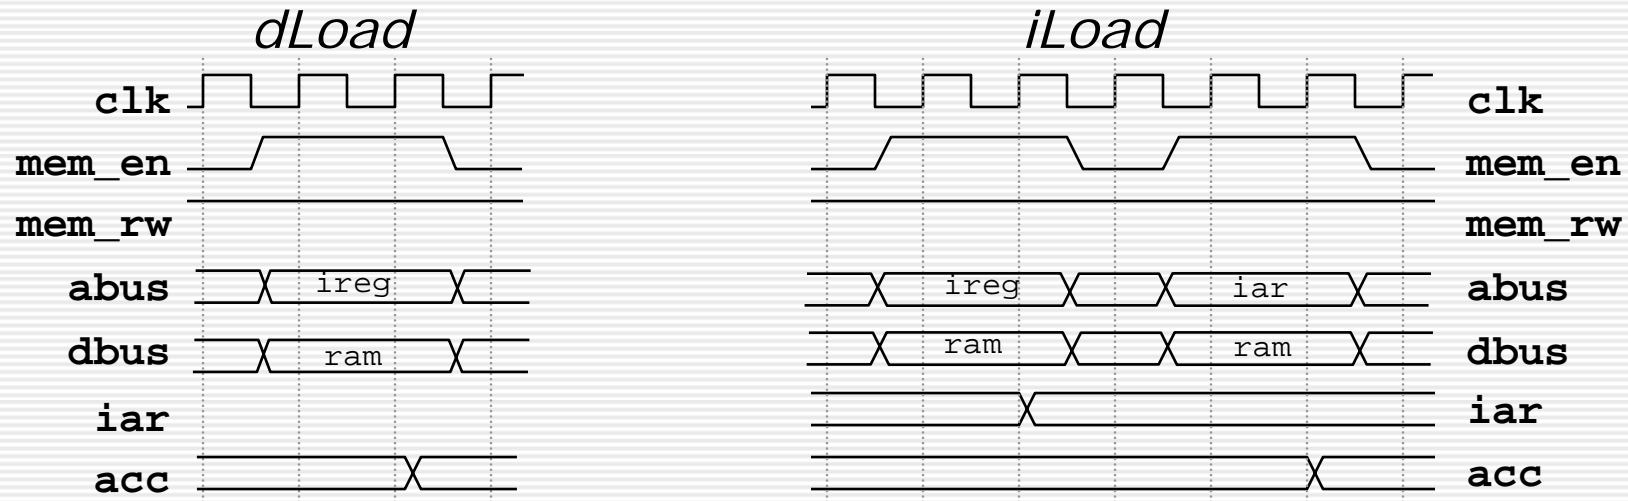 dLoad iLoad
clk clk
mem_en mem_en
mem_rw mem_rw
abus ireg ireg iar abus
dbus ram ram ram dbus
iar iar
acc acc